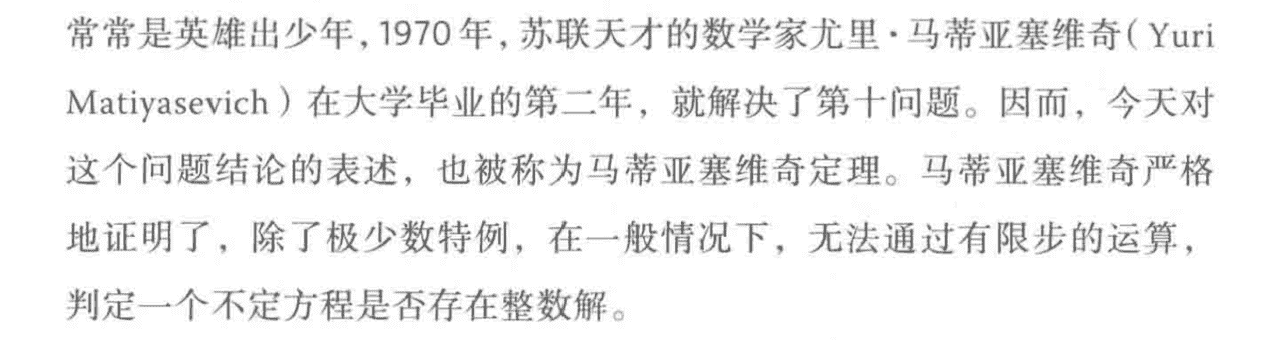 常常是英雄出少年，1970年，苏联天才的数学家尤里·马蒂亚塞维奇（Yuri
Matiyasevich）在大学毕业的第二年，就解决了第十问题。因而，今天对
这个问题结论的表述，也被称为马蒂亚塞维奇定理。马蒂亚塞维奇严格
地证明了，除了极少数特例，在一般情况下，无法通过有限步的运算，
判定一个不定方程是否存在整数解。